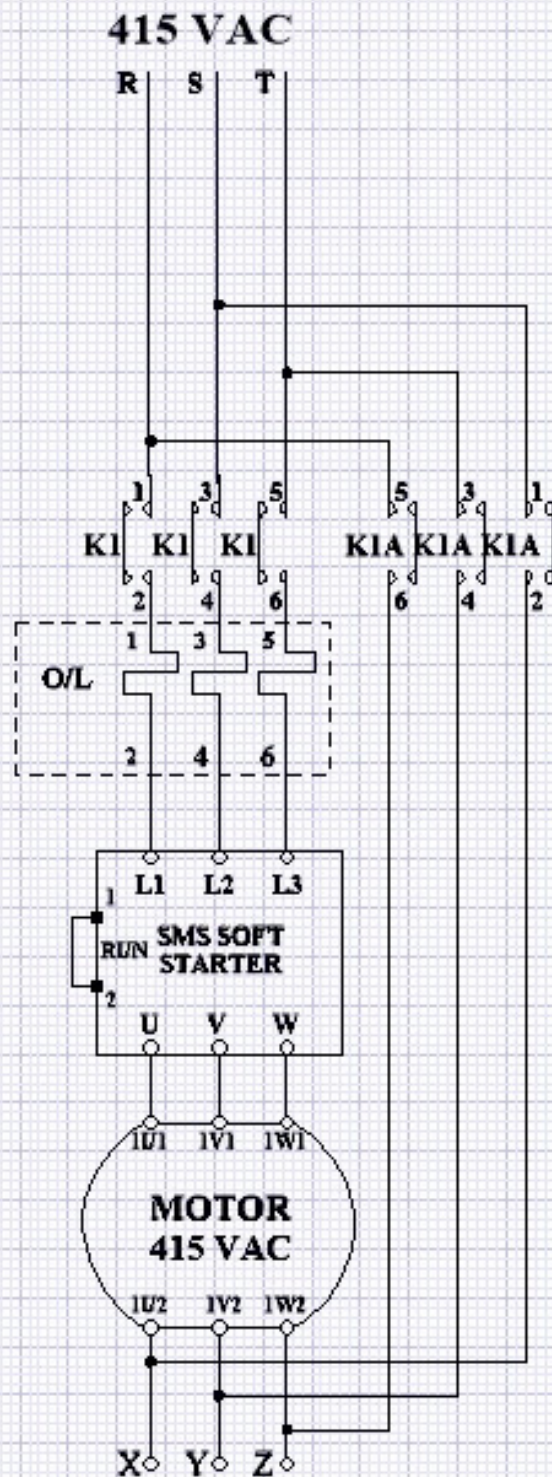 415 VAC
R S T
1 3 5 5 3 1
K1 K1 K1 K1A K1A K1A
2 4 6 6 4 2
1 3 5
O/L
2 4 6
L1 L2 L3
1
RUN
SMS SOFT
STARTER
2
U V W
1U1 1V1 1W1
MOTOR
415 VAC
1U2 1V2 1W2
X Y Z